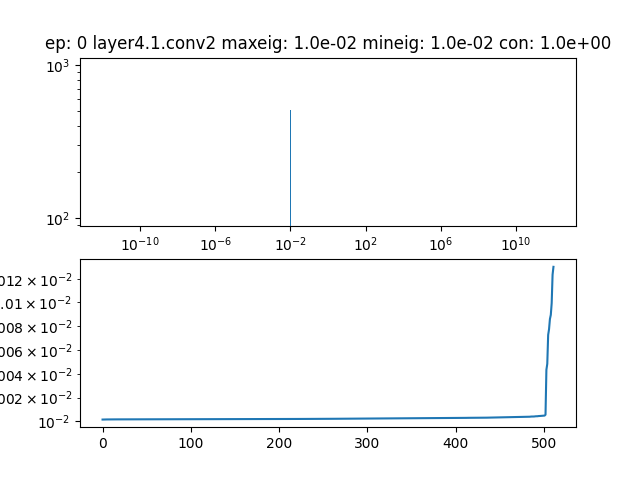 ep: 0 layer4.1.conv2 maxeig: 1.0e-02 mineig: 1.0e-02 con: 1.0e+00
10³
10²
10⁻¹⁰ 10⁻⁶ 10⁻² 10² 10⁶ 10¹⁰
012 × 10⁻²
.01 × 10⁻²
008 × 10⁻²
006 × 10⁻²
004 × 10⁻²
002 × 10⁻²
10⁻²
0 100 200 300 400 500